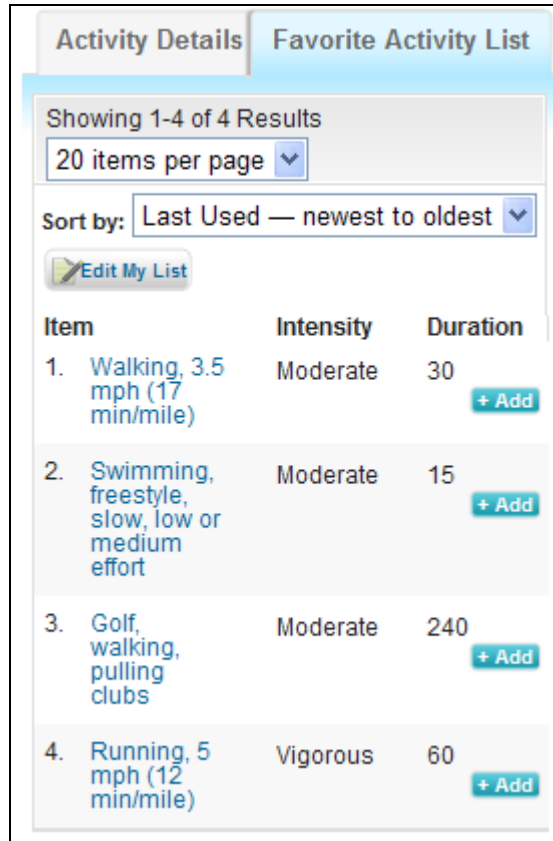 Activity Details Favorite Activity List
Showing 1-4 of 4 Results
20 items per page
Sort by: Last Used — newest to oldest
Edit My List
Item Intensity Duration
1. Walking, 3.5 Moderate 30
mph (17
min/mile)
+ Add
2. Swimming, Moderate 15
freestyle,
+ Add
slow, low or
medium
effort
3. Golf, Moderate 240
walking,
+ Add
pulling
clubs
4. Running, 5 Vigorous 60
mph (12
+ Add
min/mile)